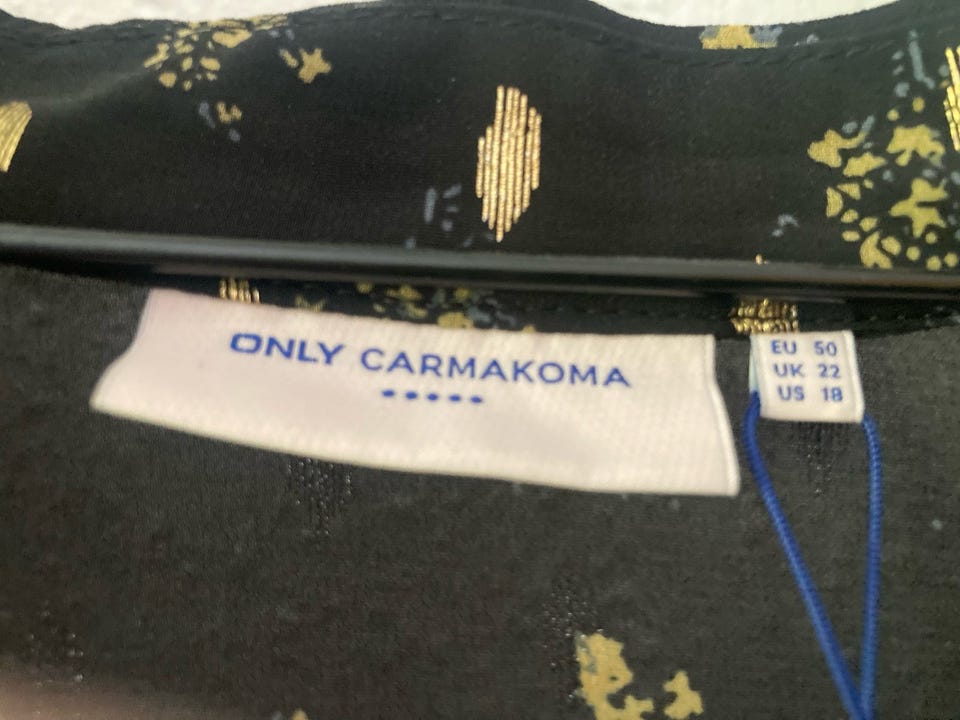 ONLY CARMAKOMA
EU 50
UK 22
US 18